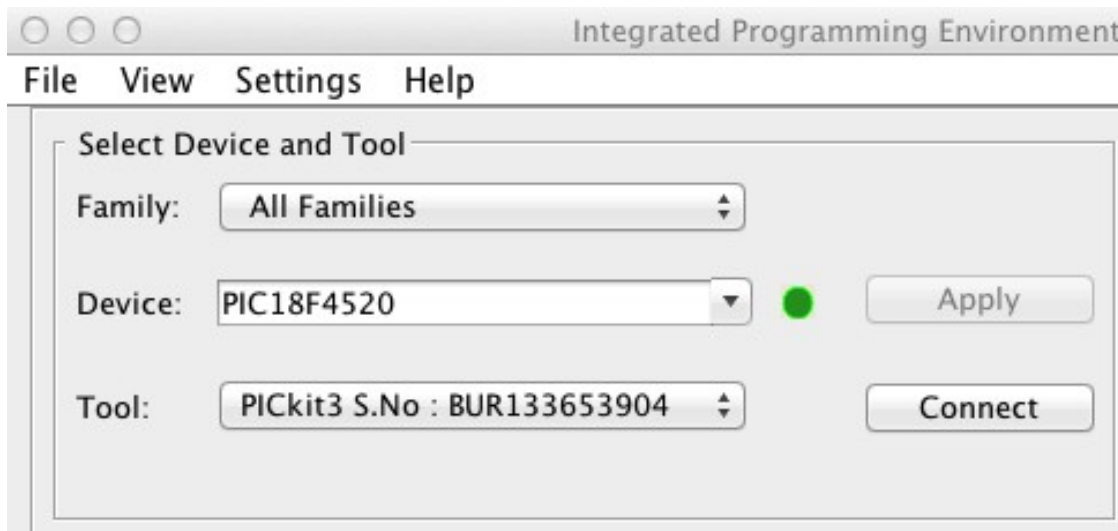 Integrated Programming Environment
File View Settings Help
Select Device and Tool
Family: All Families
Device: PIC18F4520 Apply
Tool: PICkit3 S.No : BUR133653904 Connect